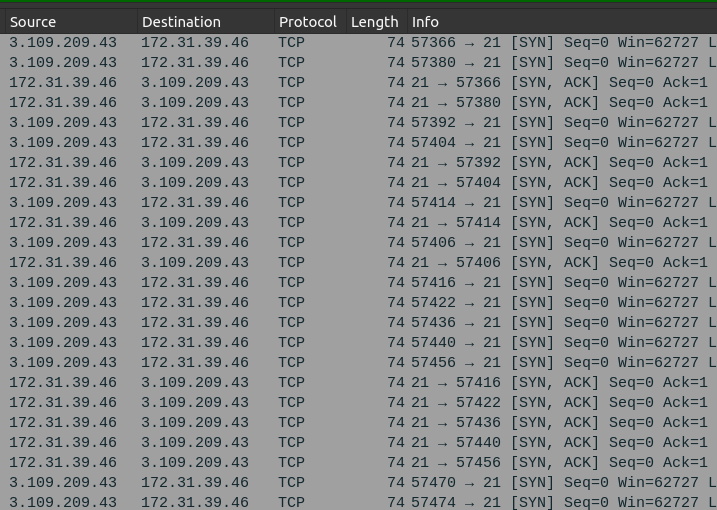 Source Destination Protocol Length Info
3.109.209.43 172.31.39.46 TCP 74 57366 → 21 [SYN] Seq=0 Win=62727 L
3.109.209.43 172.31.39.46 TCP 74 57380 → 21 [SYN] Seq=0 Win=62727 L
172.31.39.46 3.109.209.43 TCP 74 21 → 57366 [SYN, ACK] Seq=0 Ack=1
172.31.39.46 3.109.209.43 TCP 74 21 → 57380 [SYN, ACK] Seq=0 Ack=1
3.109.209.43 172.31.39.46 TCP 74 57392 → 21 [SYN] Seq=0 Win=62727 L
3.109.209.43 172.31.39.46 TCP 74 57404 → 21 [SYN] Seq=0 Win=62727 L
172.31.39.46 3.109.209.43 TCP 74 21 → 57392 [SYN, ACK] Seq=0 Ack=1
172.31.39.46 3.109.209.43 TCP 74 21 → 57404 [SYN, ACK] Seq=0 Ack=1
3.109.209.43 172.31.39.46 TCP 74 57414 → 21 [SYN] Seq=0 Win=62727 L
172.31.39.46 3.109.209.43 TCP 74 21 → 57414 [SYN, ACK] Seq=0 Ack=1
3.109.209.43 172.31.39.46 TCP 74 57406 → 21 [SYN] Seq=0 Win=62727 L
172.31.39.46 3.109.209.43 TCP 74 21 → 57406 [SYN, ACK] Seq=0 Ack=1
3.109.209.43 172.31.39.46 TCP 74 57416 → 21 [SYN] Seq=0 Win=62727 L
3.109.209.43 172.31.39.46 TCP 74 57422 → 21 [SYN] Seq=0 Win=62727 L
3.109.209.43 172.31.39.46 TCP 74 57436 → 21 [SYN] Seq=0 Win=62727 L
3.109.209.43 172.31.39.46 TCP 74 57440 → 21 [SYN] Seq=0 Win=62727 L
3.109.209.43 172.31.39.46 TCP 74 57456 → 21 [SYN] Seq=0 Win=62727 L
172.31.39.46 3.109.209.43 TCP 74 21 → 57416 [SYN, ACK] Seq=0 Ack=1
172.31.39.46 3.109.209.43 TCP 74 21 → 57422 [SYN, ACK] Seq=0 Ack=1
172.31.39.46 3.109.209.43 TCP 74 21 → 57436 [SYN, ACK] Seq=0 Ack=1
172.31.39.46 3.109.209.43 TCP 74 21 → 57440 [SYN, ACK] Seq=0 Ack=1
172.31.39.46 3.109.209.43 TCP 74 21 → 57456 [SYN, ACK] Seq=0 Ack=1
3.109.209.43 172.31.39.46 TCP 74 57470 → 21 [SYN] Seq=0 Win=62727 L
3.109.209.43 172.31.39.46 TCP 74 57474 → 21 [SYN] Seq=0 Win=62727 L